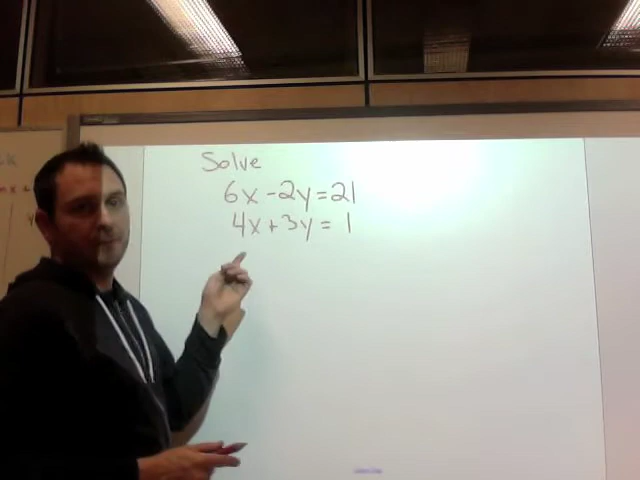 Solve
6x - 2y = 21
4x + 3y = 1